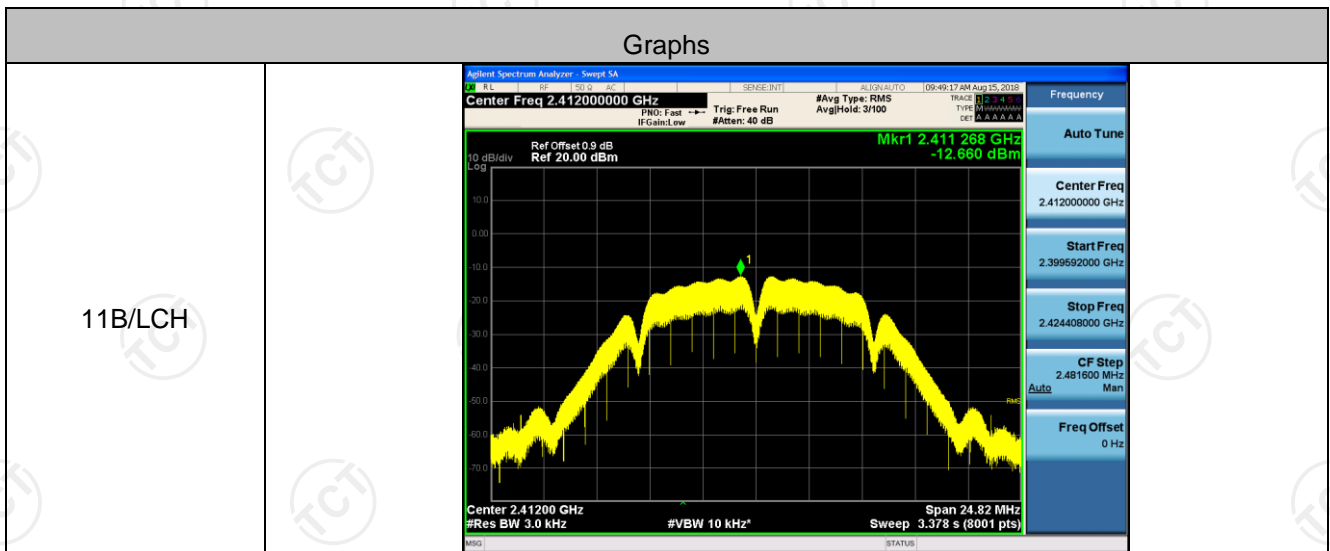 Graphs
11B/LCH
Agilent Spectrum Analyzer - Swept SA
RL RF 50 Ω AC SENSE:INT ALIGN AUTO 09:49:17 AM Aug 15, 2018
Center Freq 2.412000000 GHz
PNO: Fast
IFGain:Low
Trig: Free Run
#Atten: 40 dB
#Avg Type: RMS
Avg|Hold: 3/100
TRACE 1 2 3 4 5 6
TYPE M
DET A A A A A A
Ref Offset 0.9 dB
10 dB/div Ref 20.00 dBm
Log
Mkr1 2.411 268 GHz
-12.660 dBm
10.0
0.00
-10.0
-20.0
-30.0
-40.0
-50.0
-60.0
-70.0
1
RMS
Center 2.41200 GHz
#Res BW 3.0 kHz
#VBW 10 kHz*
Span 24.82 MHz
Sweep 3.378 s (8001 pts)
MSG
STATUS
Frequency
Auto Tune
Center Freq
2.412000000 GHz
Start Freq
2.399592000 GHz
Stop Freq
2.424408000 GHz
CF Step
2.481600 MHz
Auto Man
Freq Offset
0 Hz
TCT
TCT
TCT
TCT
TCT